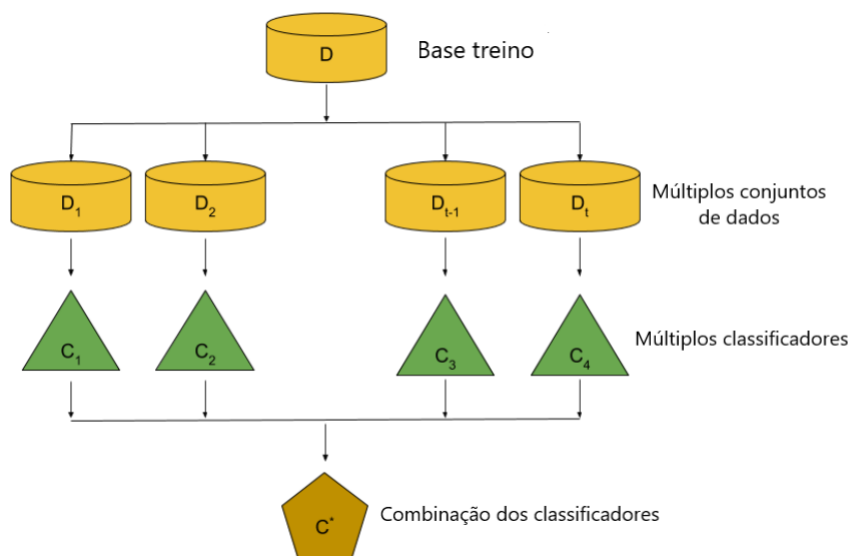 D
Base treino
D₁
D₂
Dₜ₋₁
Dₜ
Múltiplos conjuntos
de dados
C₁
C₂
C₃
C₄
Múltiplos classificadores
C*
Combinação dos classificadores